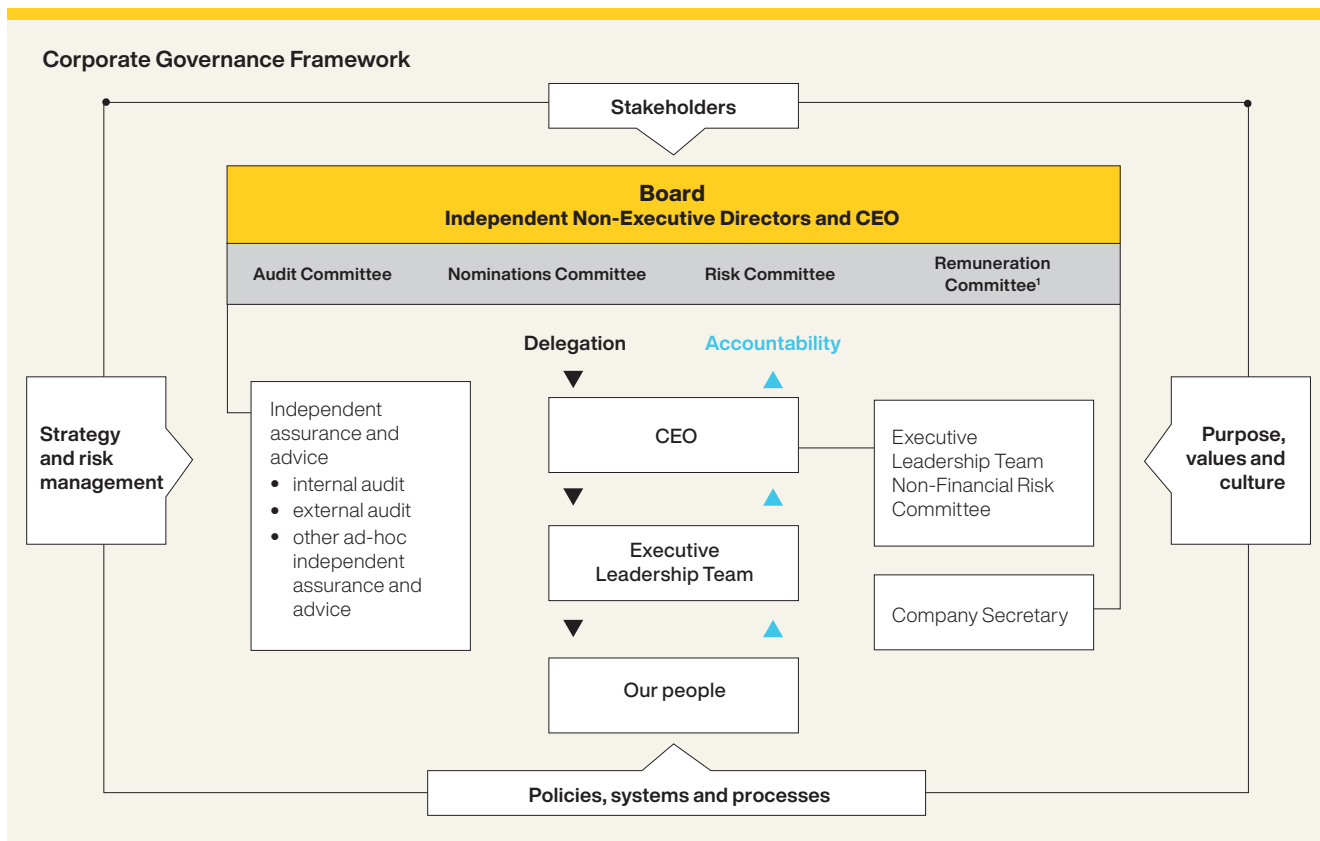 Corporate Governance Framework
Stakeholders
Board
Independent Non-Executive Directors and CEO
Audit Committee
Nominations Committee
Risk Committee
Remuneration
Committee¹
Delegation
Accountability
Strategy
and risk
management
Independent
assurance and
advice
• internal audit
• external audit
• other ad-hoc
independent
assurance and
advice
CEO
Executive
Leadership Team
Our people
Executive
Leadership Team
Non-Financial Risk
Committee
Company Secretary
Purpose,
values and
culture
Policies, systems and processes